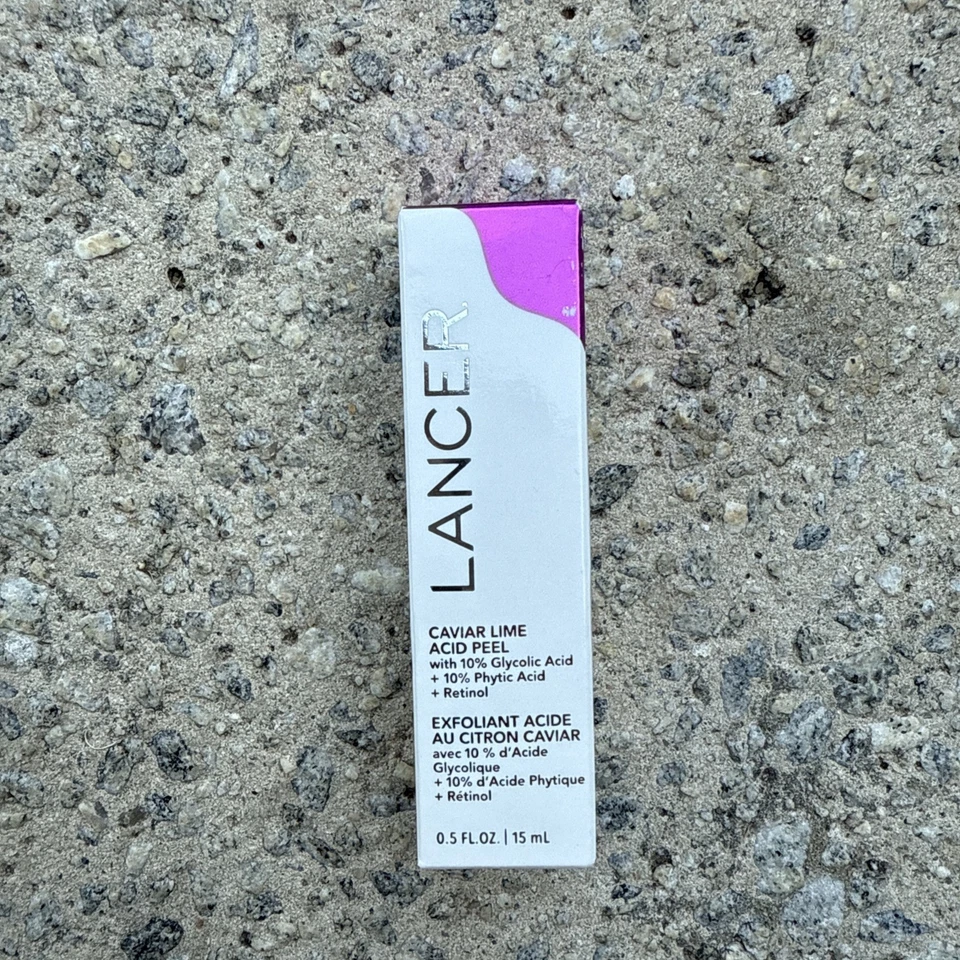 LANCER
CAVIAR LIME
ACID PEEL
with 10% Glycolic Acid
+ 10% Phytic Acid
+ Retinol
EXFOLIANT ACIDE
AU CITRON CAVIAR
avec 10 % d'Acide
Glycolique
+ 10% d'Acide Phytique
+ Rétinol
0.5 FL.OZ. | 15 mL